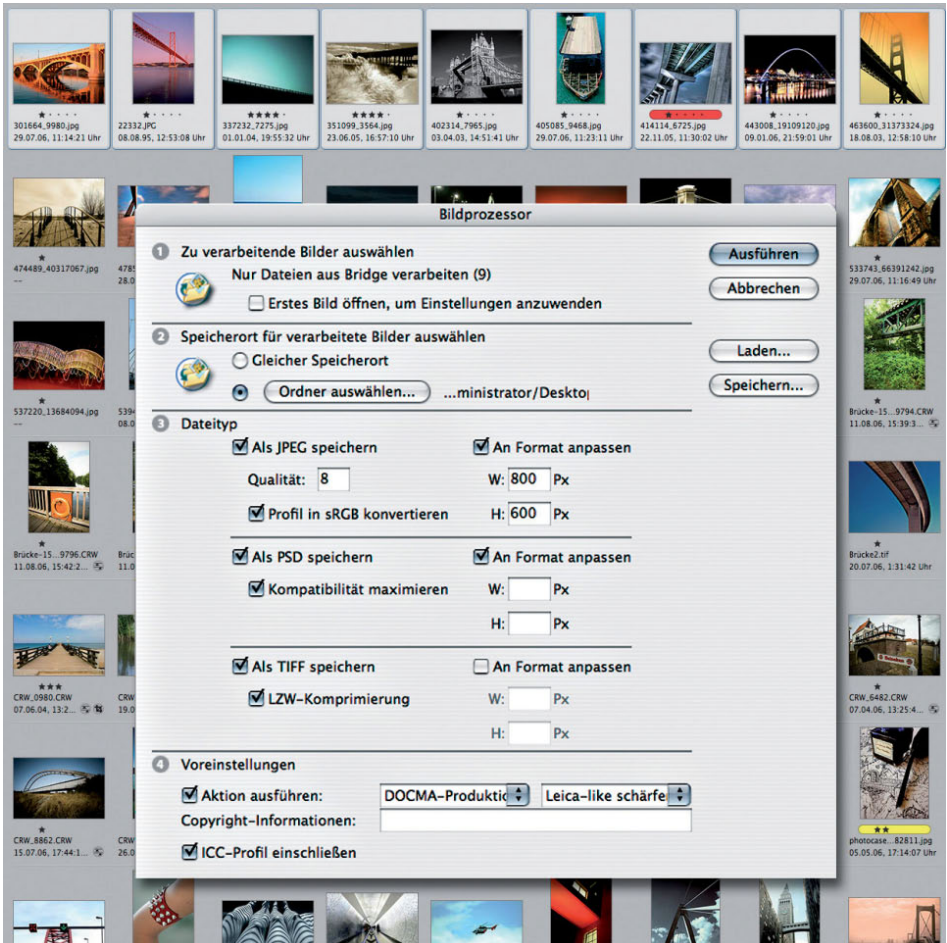 301664_9980.jpg
29.07.06, 11:14:21 Uhr
22332.JPG
08.08.95, 12:53:08 Uhr
337232_7275.jpg
01.01.04, 19:55:32 Uhr
351099_3564.jpg
23.06.05, 16:57:10 Uhr
402314_7965.jpg
03.04.03, 14:51:41 Uhr
405085_9468.jpg
29.07.06, 11:23:11 Uhr
414114_6725.jpg
22.11.05, 11:30:02 Uhr
443008_19109120.jpg
09.01.06, 21:59:01 Uhr
463600_31373324.jpg
18.08.03, 12:58:10 Uhr
474489_40317067.jpg
--
533743_66391242.jpg
29.07.06, 11:16:49 Uhr
537220_13684094.jpg
--
Brücke-15...9794.CRW
11.08.06, 15:39:3...
Brücke-15...9796.CRW
11.08.06, 15:42:2...
Brücke2.tif
20.07.06, 1:31:42 Uhr
CRW_0980.CRW
07.06.04, 13:2...
CRW_6482.CRW
07.04.06, 13:25:4...
CRW_8862.CRW
15.07.06, 17:44:1...
photocase...82811.jpg
05.05.06, 17:14:07 Uhr
Bildprozessor
1 Zu verarbeitende Bilder auswählen
Nur Dateien aus Bridge verarbeiten (9)
Erstes Bild öffnen, um Einstellungen anzuwenden
Ausführen
Abbrechen
2 Speicherort für verarbeitete Bilder auswählen
Gleicher Speicherort
Ordner auswählen... ...ministrator/Deskto
Laden...
Speichern...
3 Dateityp
Als JPEG speichern An Format anpassen
Qualität: 8 W: 800 Px
Profil in sRGB konvertieren H: 600 Px
Als PSD speichern An Format anpassen
Kompatibilität maximieren W: Px
H: Px
Als TIFF speichern An Format anpassen
LZW-Komprimierung W: Px
H: Px
4 Voreinstellungen
Aktion ausführen: DOCMA-Produktic Leica-like schärfe
Copyright-Informationen:
ICC-Profil einschließen